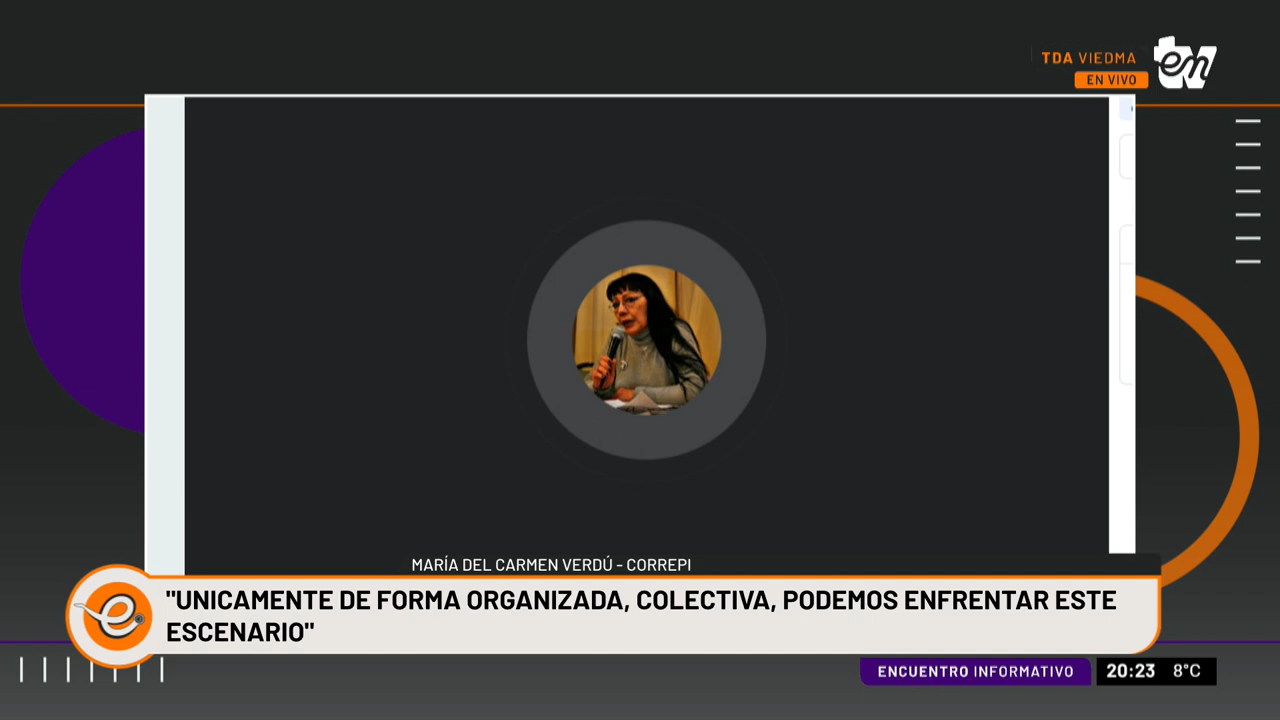 TDA VIEDMA
EN VIVO
em
MARÍA DEL CARMEN VERDÚ - CORREPI
"UNICAMENTE DE FORMA ORGANIZADA, COLECTIVA, PODEMOS ENFRENTAR ESTE
ESCENARIO"
e
ENCUENTRO INFORMATIVO
20:23 8°C